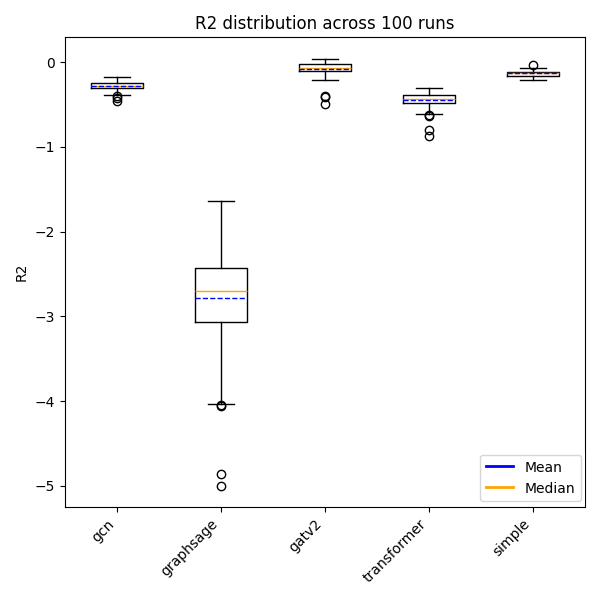 R2 distribution across 100 runs
R2
0
−1
−2
−3
−4
−5
gcn
graphsage
gatv2
transformer
simple
Mean
Median